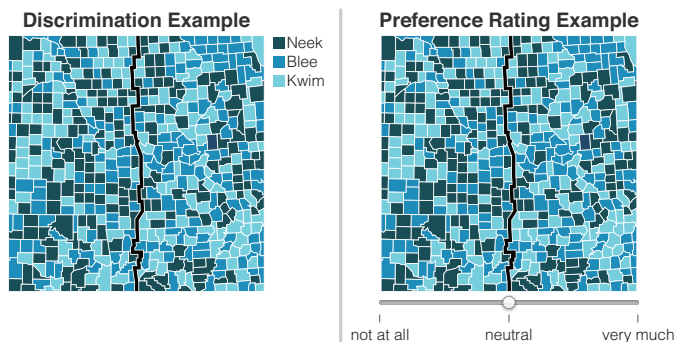 Discrimination Example
Neek
Blee
Kwim
Preference Rating Example
not at all
neutral
very much